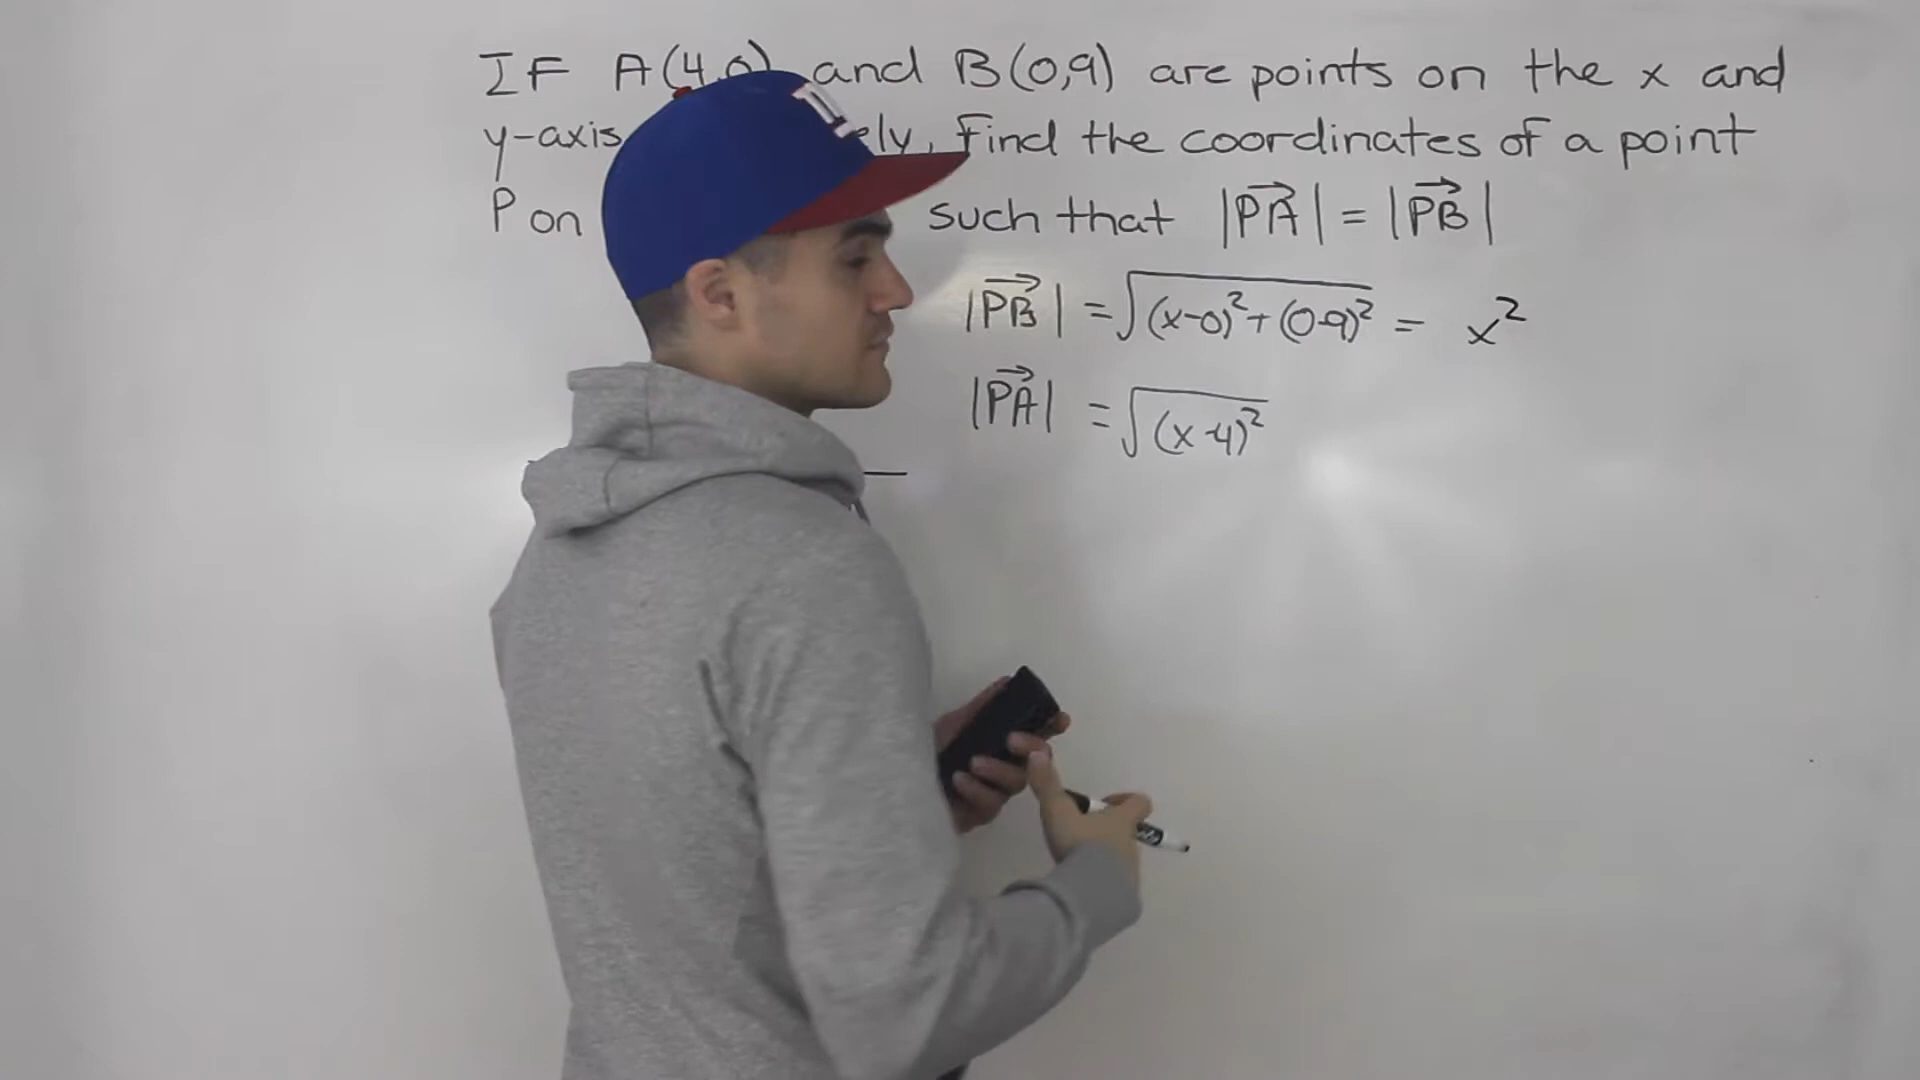 IF A(4,0) and B(0,9) are points on the x and
y-axis ely, Find the coordinates of a point
P on such that |PA| = |PB|
|PB| = √(x-0)²+(0-9)² = x²
|PA| = √(x-4)²